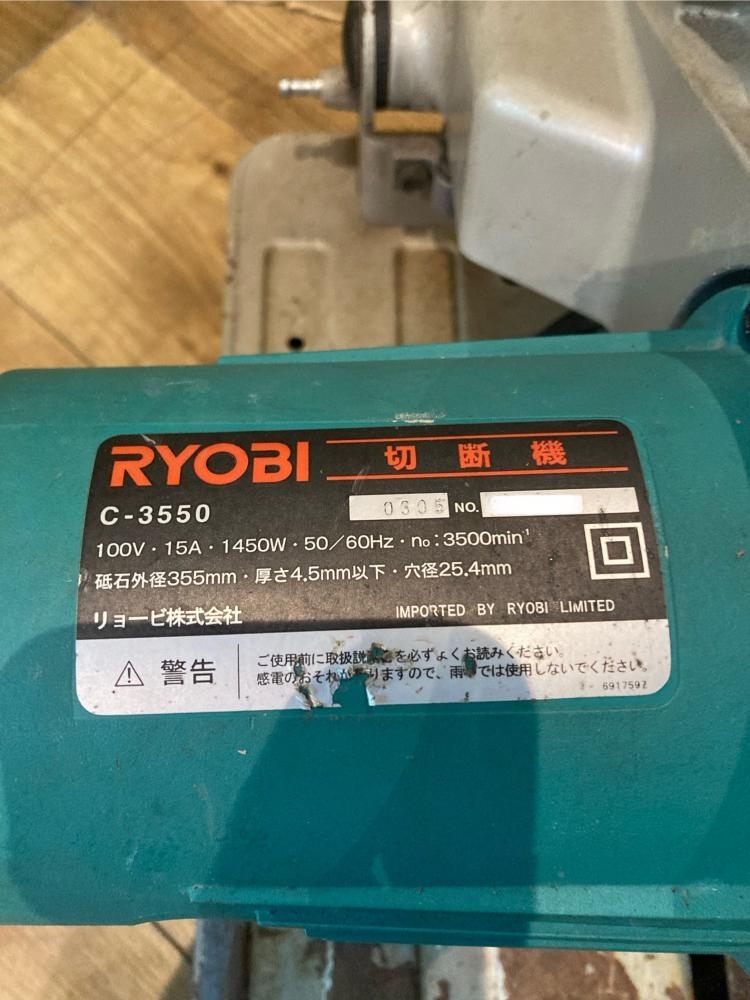 RYOBI 切断機
C-3550 0305 NO.
100V・15A・1450W・50/60Hz・n₀:3500min⁻¹
砥石外径355mm・厚さ4.5mm以下・穴径25.4mm
リョービ株式会社 IMPORTED BY RYOBI LIMITED
警告
ご使用前に取扱説 を必ずよくお読みください。
感電のおそれが りますので、雨 では使用しないでください。
6917592